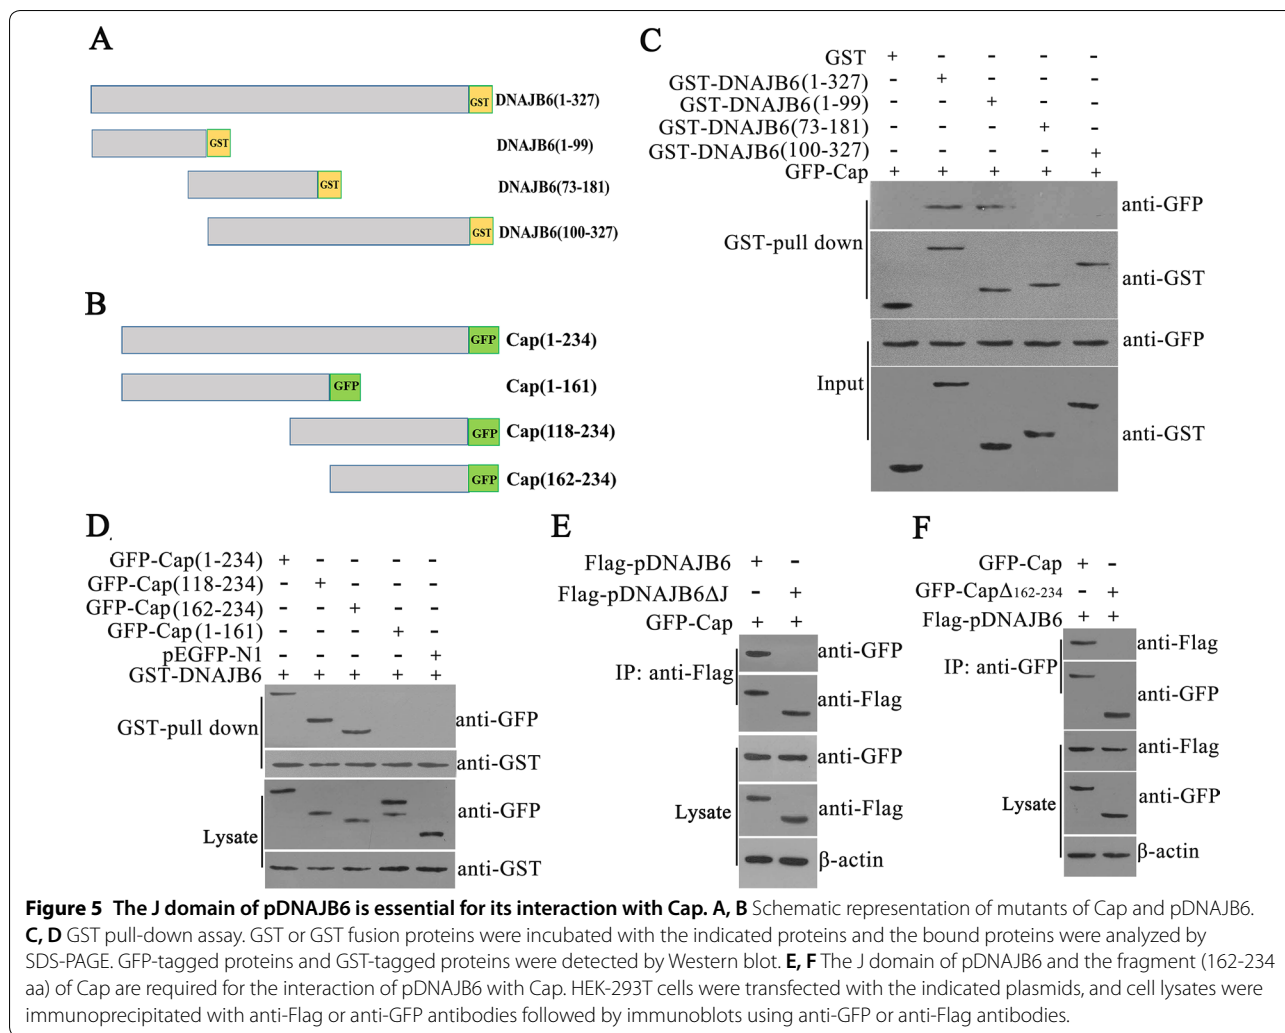 A
GST DNAJB6(1-327)
GST DNAJB6(1-99)
GST DNAJB6(73-181)
GST DNAJB6(100-327)
B
GFP Cap(1-234)
GFP Cap(1-161)
GFP Cap(118-234)
GFP Cap(162-234)
C
GST + - - - -
GST-DNAJB6(1-327) - + - - -
GST-DNAJB6(1-99) - - + - -
GST-DNAJB6(73-181) - - - + -
GST-DNAJB6(100-327) - - - - +
GFP-Cap + + + + +
anti-GFP
GST-pull down
anti-GST
anti-GFP
Input
anti-GST
D
GFP-Cap(1-234) + - - - -
GFP-Cap(118-234) - + - - -
GFP-Cap(162-234) - - + - -
GFP-Cap(1-161) - - - + -
pEGFP-N1 - - - - +
GST-DNAJB6 + + + + +
GST-pull down
anti-GFP
anti-GST
anti-GFP
Lysate
anti-GST
E
Flag-pDNAJB6 + -
Flag-pDNAJB6ΔJ - +
GFP-Cap + +
anti-GFP
IP: anti-Flag
anti-Flag
anti-GFP
Lysate
anti-Flag
β-actin
F
GFP-Cap + -
GFP-CapΔ162-234 - +
Flag-pDNAJB6 + +
anti-Flag
IP: anti-GFP
anti-GFP
anti-Flag
Lysate
anti-GFP
β-actin
Figure 5 The J domain of pDNAJB6 is essential for its interaction with Cap. A, B Schematic representation of mutants of Cap and pDNAJB6.
C, D GST pull-down assay. GST or GST fusion proteins were incubated with the indicated proteins and the bound proteins were analyzed by
SDS-PAGE. GFP-tagged proteins and GST-tagged proteins were detected by Western blot. E, F The J domain of pDNAJB6 and the fragment (162-234
aa) of Cap are required for the interaction of pDNAJB6 with Cap. HEK-293T cells were transfected with the indicated plasmids, and cell lysates were
immunoprecipitated with anti-Flag or anti-GFP antibodies followed by immunoblots using anti-GFP or anti-Flag antibodies.